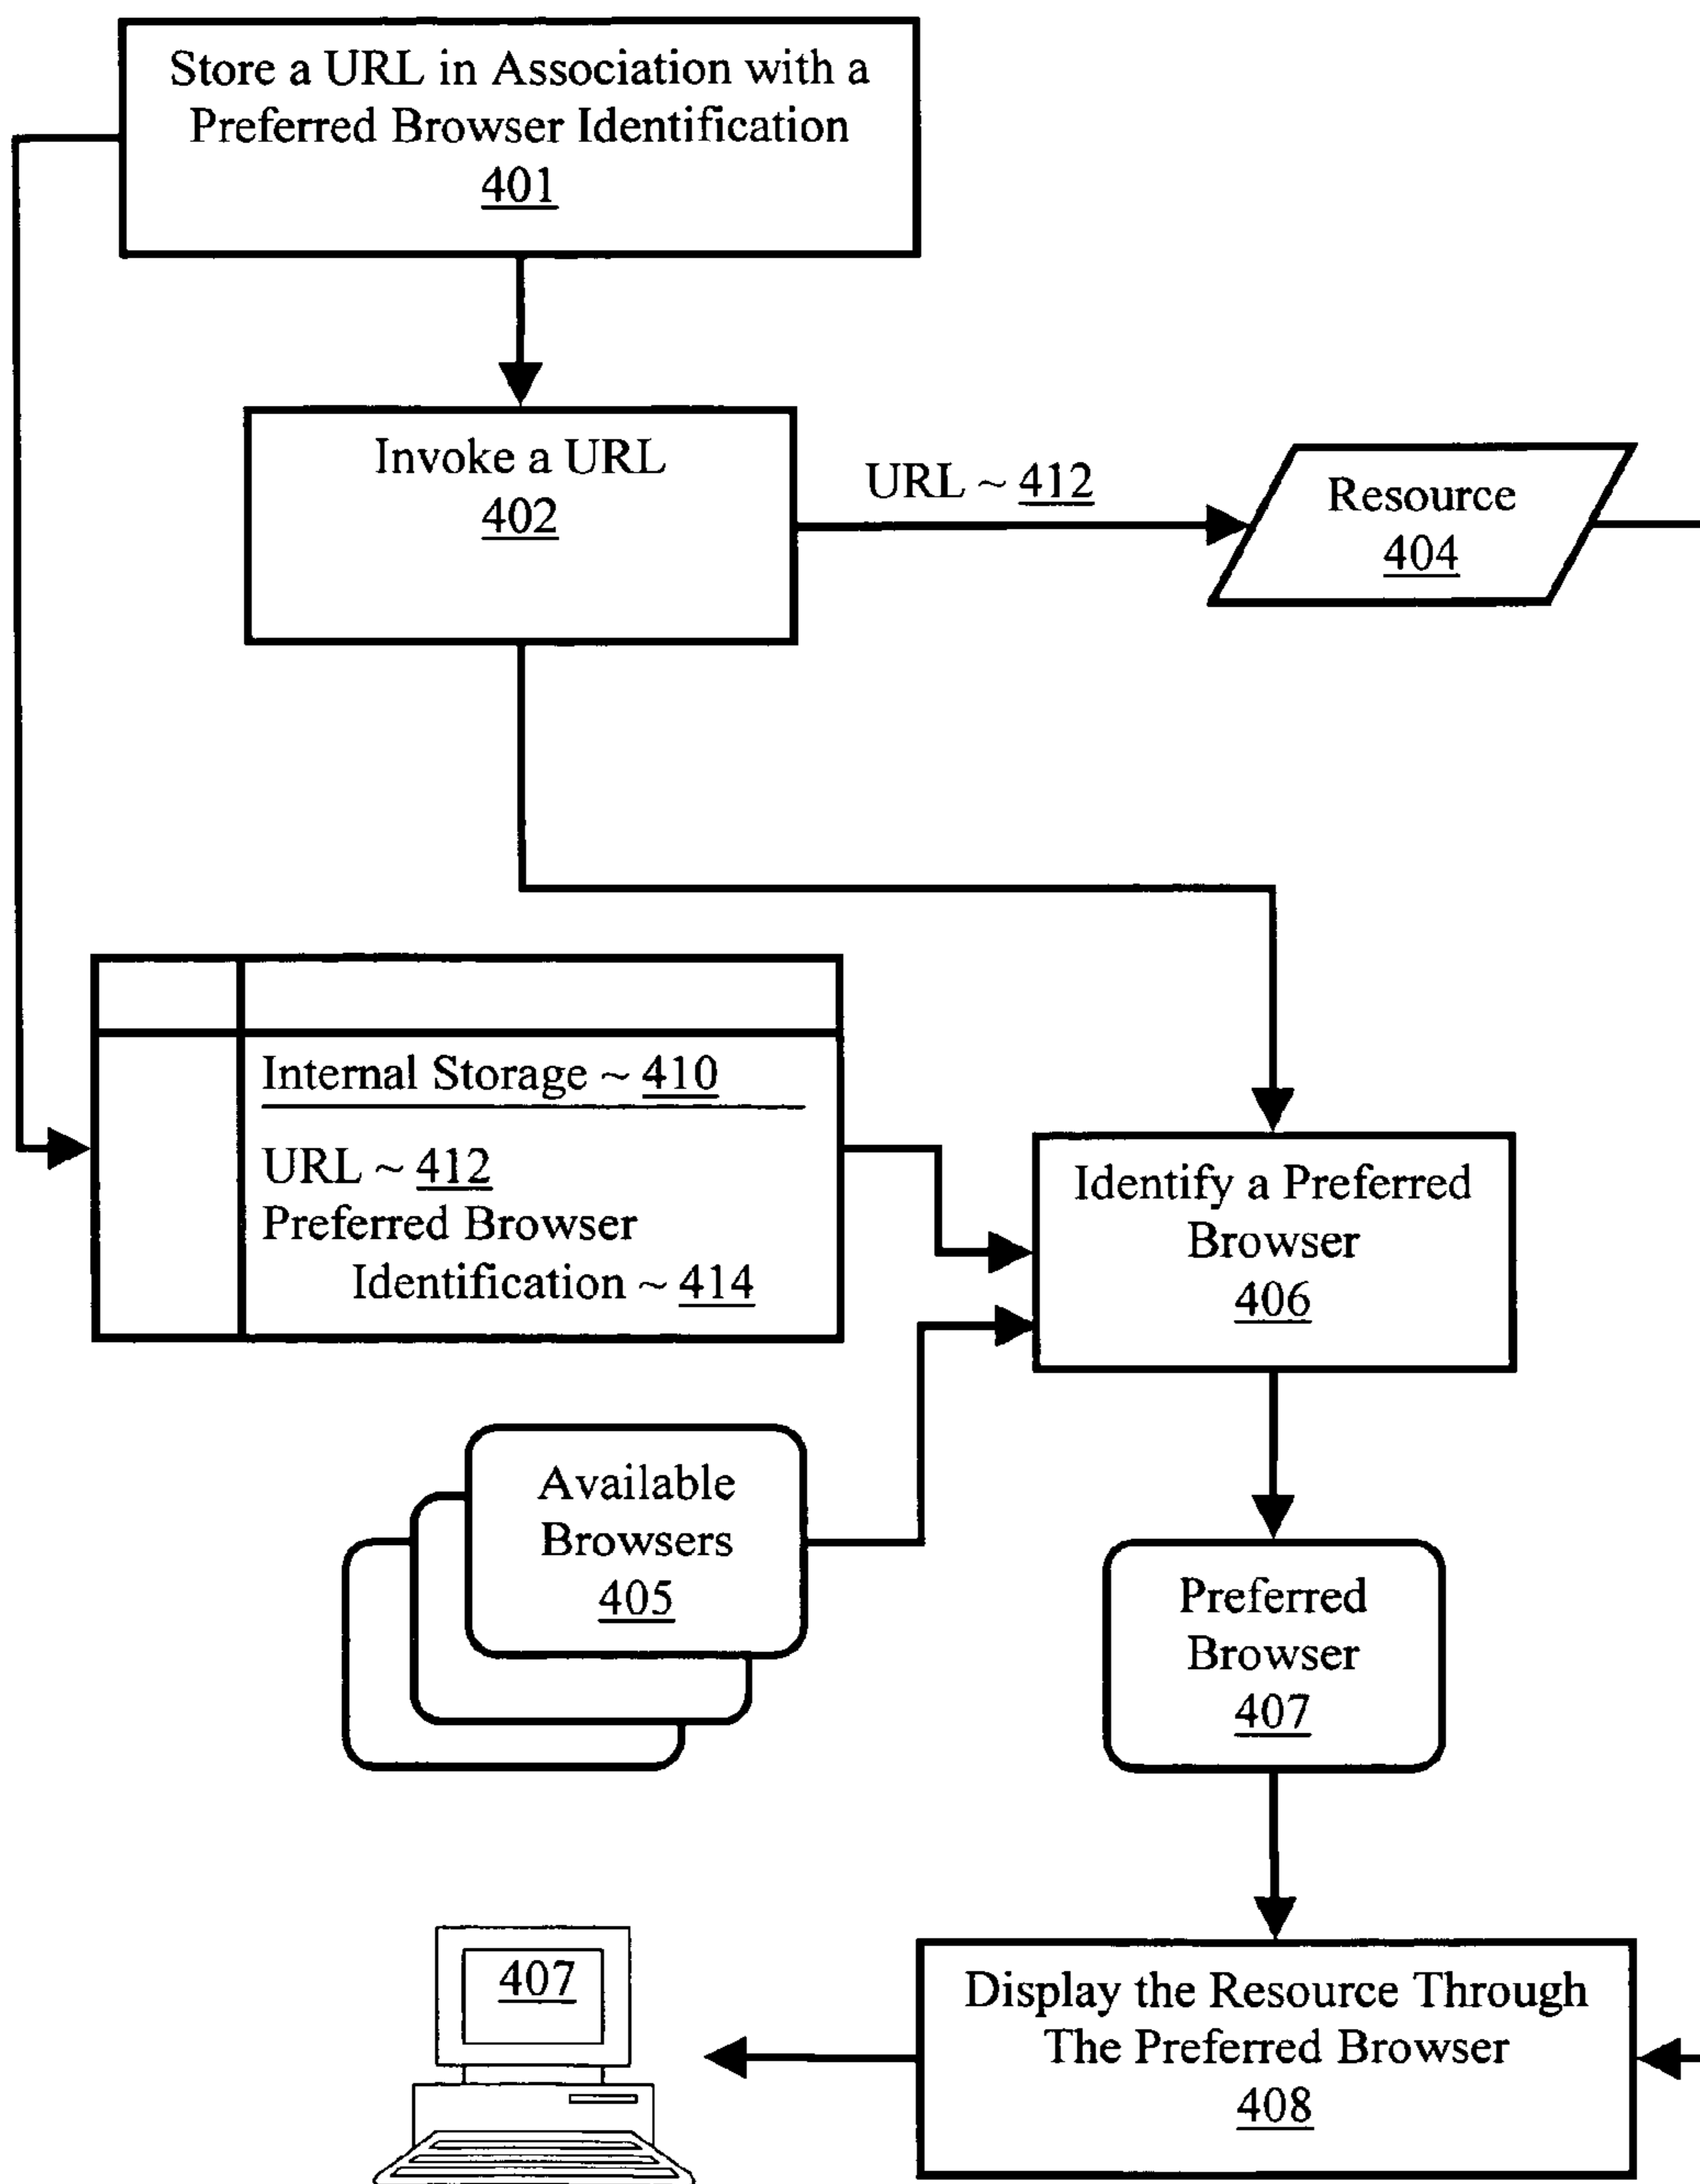 Store a URL in Association with a
Preferred Browser Identification
401
Invoke a URL
402
URL ~ 412
Resource
404
Internal Storage ~ 410
URL ~ 412
Preferred Browser
Identification ~ 414
Identify a Preferred
Browser
406
Available
Browsers
405
Preferred
Browser
407
407
Display the Resource Through
The Preferred Browser
408